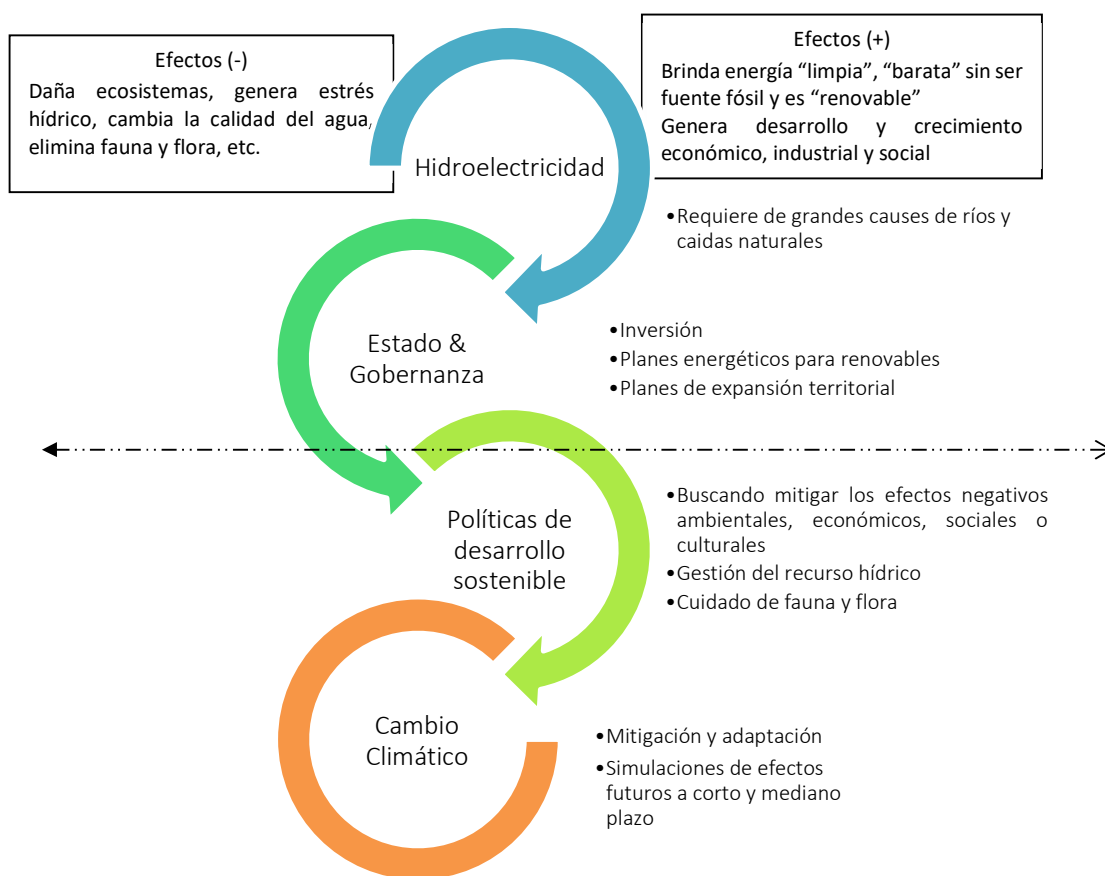 Efectos (-)
Daña ecosistemas, genera estrés
hídrico, cambia la calidad del agua,
elimina fauna y flora, etc.
Efectos (+)
Brinda energía “limpia”, “barata” sin ser
fuente fósil y es “renovable”
Genera desarrollo y crecimiento
económico, industrial y social
Hidroelectricidad
•Requiere de grandes causes de ríos y
caidas naturales
Estado &
Gobernanza
•Inversión
•Planes energéticos para renovables
•Planes de expansión territorial
Políticas de
desarrollo
sostenible
•Buscando mitigar los efectos negativos
ambientales, económicos, sociales o
culturales
•Gestión del recurso hídrico
•Cuidado de fauna y flora
Cambio
Climático
•Mitigación y adaptación
•Simulaciones de efectos
futuros a corto y mediano
plazo